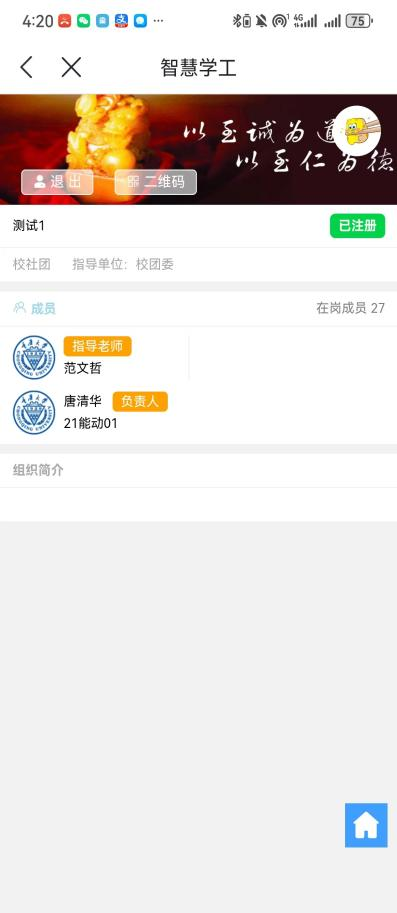 4:20
4G
75
智慧学工
以至诚为道
以至仁为德
退 出
二维码
测试1
已注册
校社团 指导单位：校团委
成员
在岗成员 27
指导老师
范文哲
唐清华 负责人
21能动01
组织简介